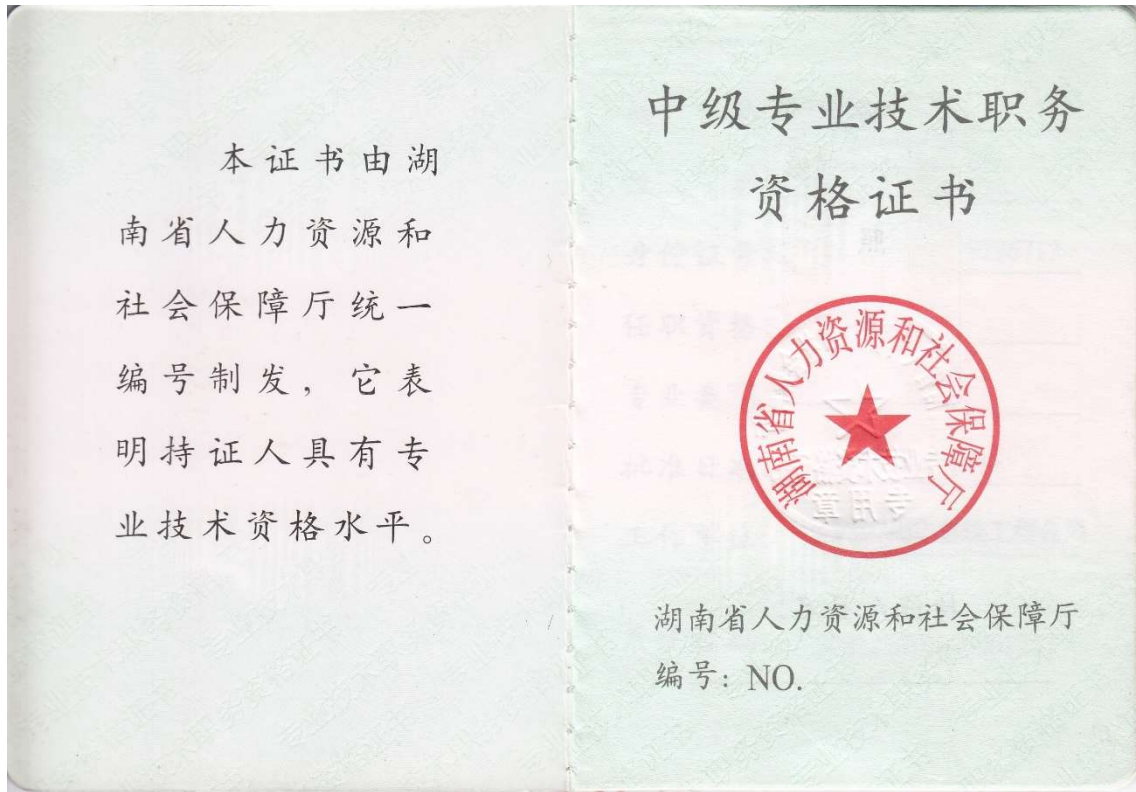 本证书由湖
南省人力资源和
社会保障厅统一
编号制发，它表
明持证人具有专
业技术资格水平。
中级专业技术职务
资格证书
湖南省人力资源和社会保障厅
专用章
湖南省人力资源和社会保障厅
编号：NO.